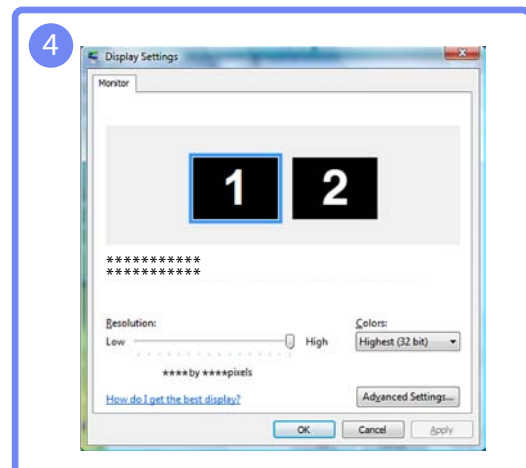 4
Display Settings
Monitor
1 2
***********
***********
Resolution:
Colors:
Low High
Highest (32 bit)
****by ****pixels
How do I get the best display?
Advanced Settings...
OK Cancel Apply